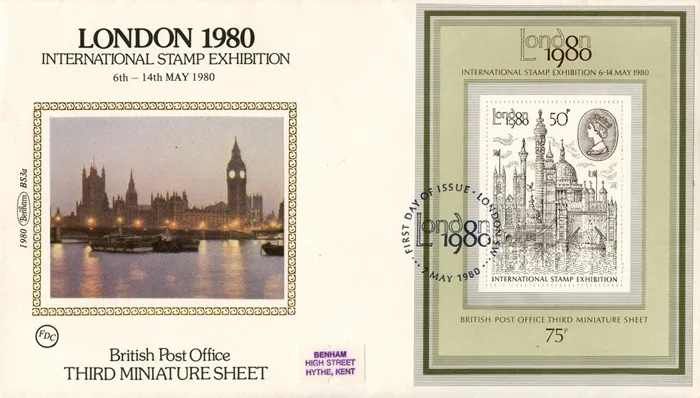 LONDON 1980
INTERNATIONAL STAMP EXHIBITION
6th – 14th MAY 1980
1980 Benham BS3a
FDC
British Post Office
THIRD MINIATURE SHEET
BENHAM
HIGH STREET
HYTHE, KENT
London
1980
INTERNATIONAL STAMP EXHIBITION 6-14 MAY 1980
London
1980
50P
INTERNATIONAL STAMP EXHIBITION
FIRST DAY OF ISSUE · LONDON SW
London
1980
7 MAY 1980
BRITISH POST OFFICE THIRD MINIATURE SHEET
75P